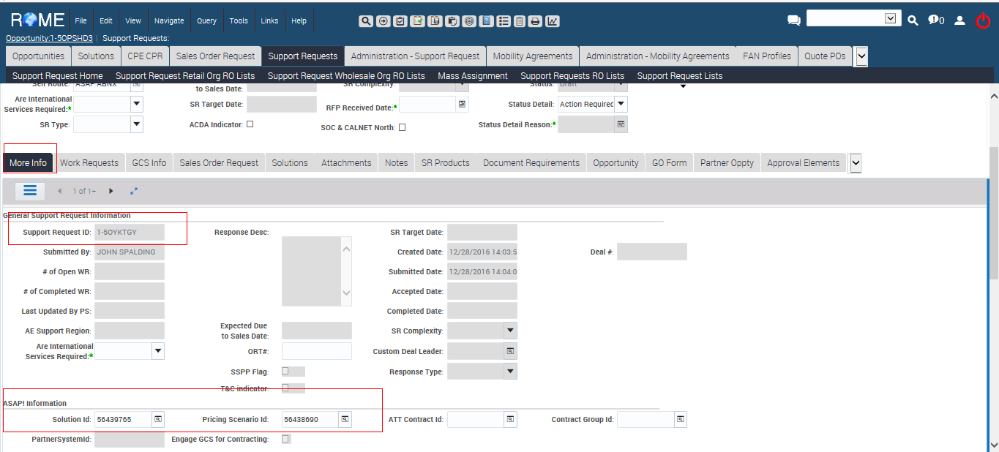 ROME File Edit View Navigate Query Tools Links Help 0
Opportunity:1-5OPSHD3 | Support Requests:
Opportunities Solutions CPE CPR Sales Order Request Support Requests Administration - Support Request Mobility Agreements Administration - Mobility Agreements FAN Profiles Quote POs
Support Request Home Support Request Retail Org RO Lists Support Request Wholesale Org RO Lists Mass Assignment Support Requests RO Lists Support Request Lists
Sell Route: ASAP ABNX to Sales Date: SR Complexity: Status: Draft
Are International
Services Required:* SR Target Date: RFP Received Date:* Status Detail: Action Required
SR Type: ACDA Indicator: SOC & CALNET North: Status Detail Reason:*
More Info Work Requests GCS Info Sales Order Request Solutions Attachments Notes SR Products Document Requirements Opportunity GO Form Partner Oppty Approval Elements
1 of 1+
General Support Request Information
Support Request ID: 1-5OYKTGY Response Desc: SR Target Date:
Submitted By: JOHN SPALDING Created Date: 12/28/2016 14:03:5 Deal #:
# of Open WR: Submitted Date: 12/28/2016 14:04:0
# of Completed WR: Accepted Date:
Last Updated By PS: Completed Date:
AE Support Region: Expected Due
to Sales Date: SR Complexity:
Are International
Services Required:* ORT#: Custom Deal Leader:
SSPP Flag: Response Type:
T&C indicator:
ASAP! Information
Solution Id: 56439765 Pricing Scenario Id: 56438690 ATT Contract Id: Contract Group Id:
PartnerSystemId: Engage GCS for Contracting: